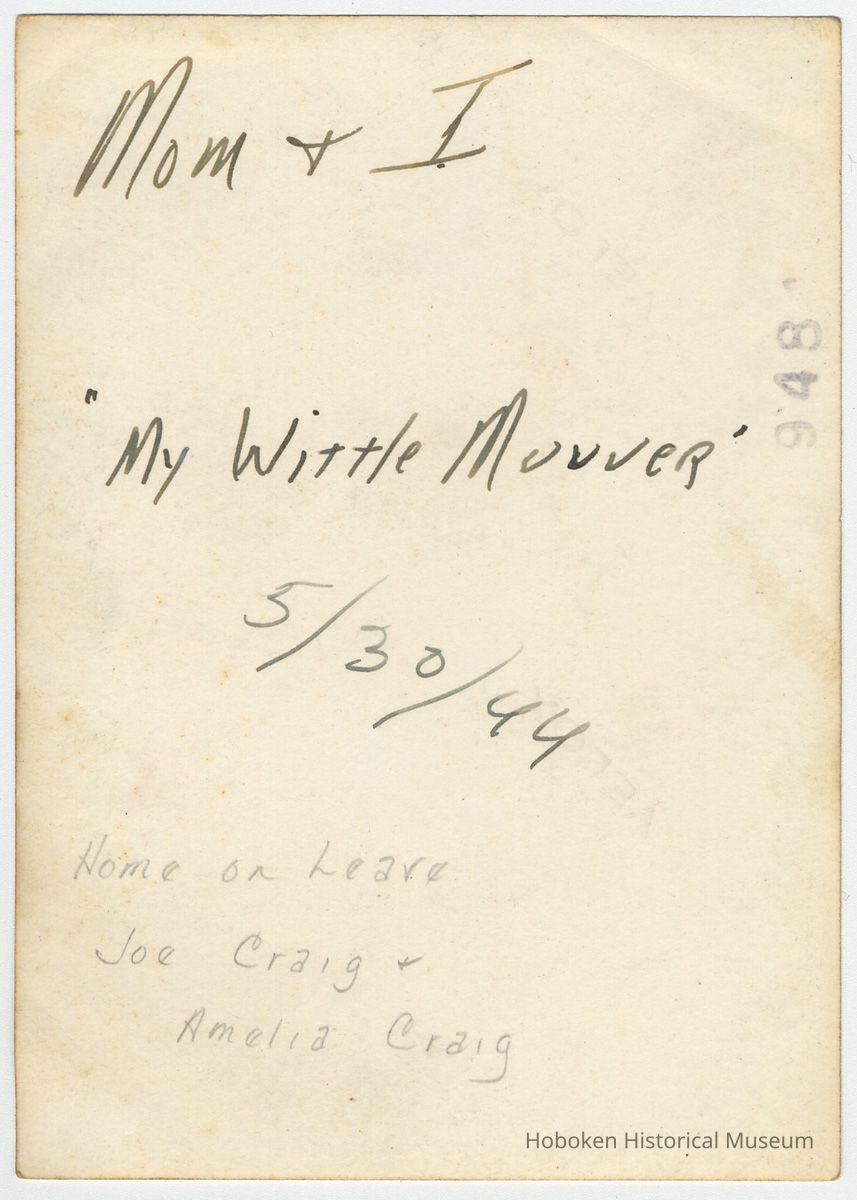 Mom + I
"My Wittle Muvver"
5/30/44
Home on Leave
Joe Craig +
Amelia Craig
948
Hoboken Historical Museum